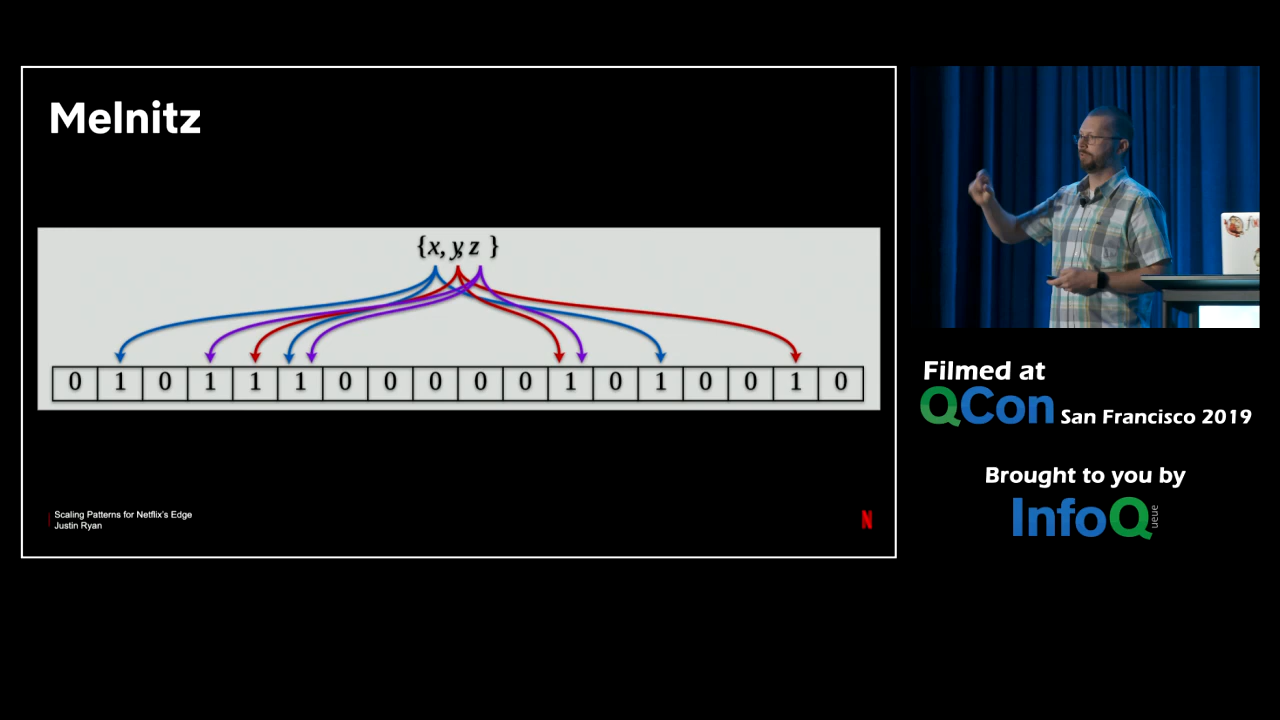 Melnitz
{x, y, z }
0 1 0 1 1 1 0 0 0 0 0 1 0 1 0 0 1 0
Scaling Patterns for Netflix's Edge
Justin Ryan
N
Filmed at
QCon San Francisco 2019
Brought to you by
InfoQueue